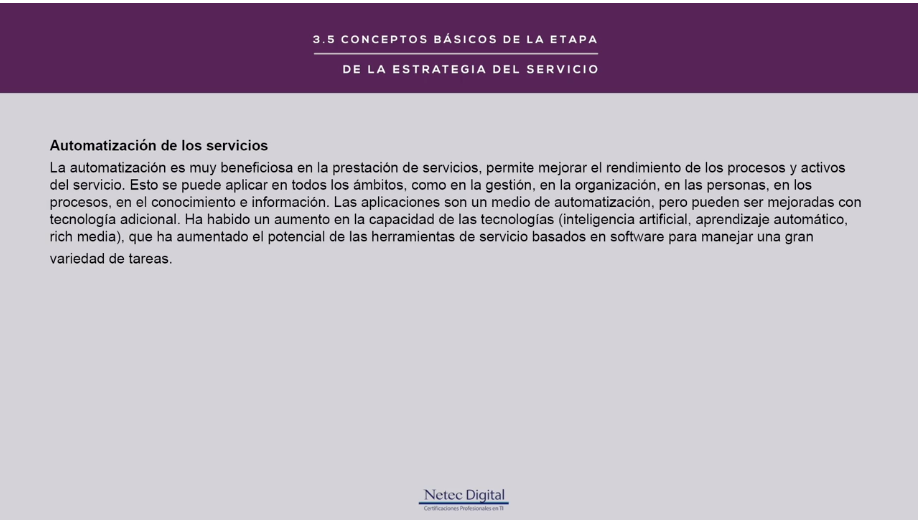 3.5 CONCEPTOS BÁSICOS DE LA ETAPA
DE LA ESTRATEGIA DEL SERVICIO
Automatización de los servicios
La automatización es muy beneficiosa en la prestación de servicios, permite mejorar el rendimiento de los procesos y activos
del servicio. Esto se puede aplicar en todos los ámbitos, como en la gestión, en la organización, en las personas, en los
procesos, en el conocimiento e información. Las aplicaciones son un medio de automatización, pero pueden ser mejoradas con
tecnología adicional. Ha habido un aumento en la capacidad de las tecnologías (inteligencia artificial, aprendizaje automático,
rich media), que ha aumentado el potencial de las herramientas de servicio basados en software para manejar una gran
variedad de tareas.
Netec Digital
Certificaciones Profesionales en TI